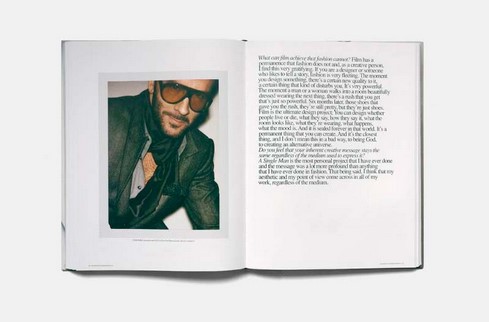 What can film achieve that fashion cannot? Film has a
permanence that fashion does not and, as a creative person,
I find this very gratifying. If you are a designer or someone
who likes to tell a story, fashion is very fleeting. The moment
you design something, there's a certain new quality to it,
a certain thing that kind of disturbs you. It's very powerful.
The moment a man or a woman walks into a room beautifully
dressed wearing the next thing, there's a rush that you get
that's just so powerful. Six months later, those shoes that
gave you the rush, they're still pretty, but they're just shoes.
Film is the ultimate design project: You can design whether
people live or die, what they say, how they say it, what the
room looks like, what they're wearing, what happens,
what the mood is. And it is sealed forever in that world. It's a
permanent thing that you can create. And it's the closest
thing, and I don't mean this in a bad way, to being God,
to creating an alternative universe.
Do you feel that your inherent creative message stays the
same regardless of the medium used to express it?
A Single Man is the most personal project that I have ever done
and the message was a lot more profound than anything
that I have ever done in fashion. That being said, I think that my
aesthetic and my point of view come across in all of my
work, regardless of the medium.